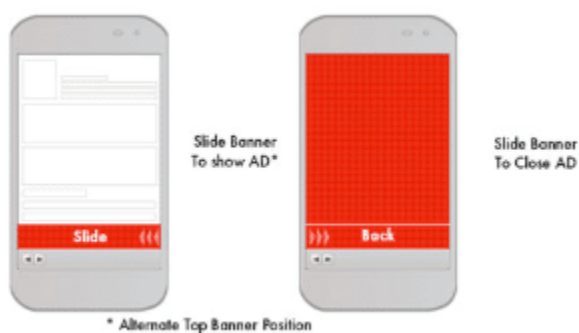 Slide Banner
To show AD*
Slide Banner
To Close AD
Slide
Back
* Alternate Top Banner Position